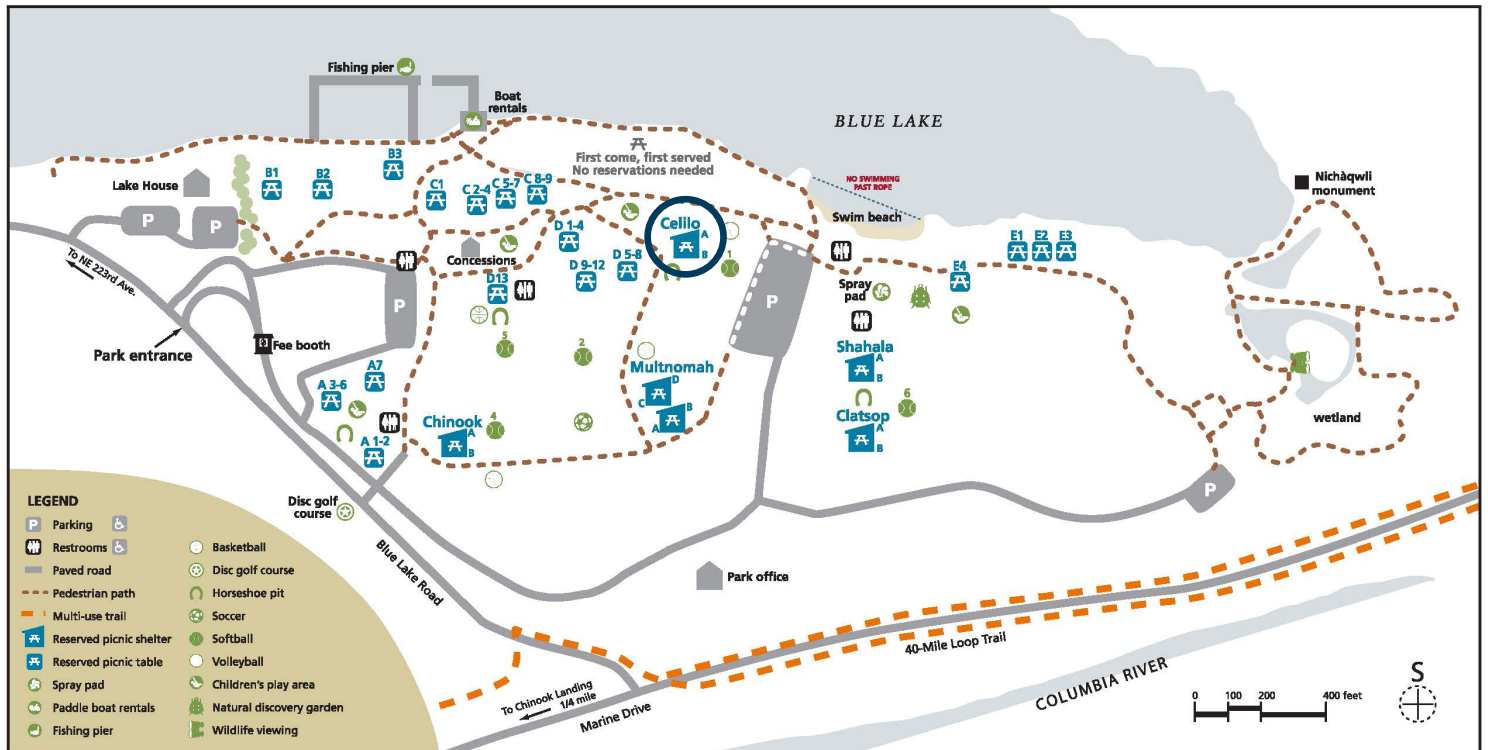 Fishing pier
Boat
rentals
BLUE LAKE
First come, first served
No reservations needed
NO SWIMMING
PAST ROPE
Nichàqwli
monument
B3
B1
B2
Lake House
C1
C 2-4
C 5-7
C 8-9
Swim beach
P
P
Celilo
A
B
D 1-4
E1
E2
E3
To NE 223rd Ave.
Concessions
1
D 9-12
D 5-8
E4
D13
Spray
pad
P
P
Park entrance
Fee booth
5
2
Shahala
A
B
A7
Multnomah
D
C
B
A
A 3-6
6
wetland
Chinook
A
B
4
Clatsop
A
B
A 1-2
P
Disc golf
course
Blue Lake Road
Park office
40-Mile Loop Trail
COLUMBIA RIVER
To Chinook Landing
1/4 mile
Marine Drive
S
0 100 200 400 feet
LEGEND
P Parking
Restrooms
Paved road
Pedestrian path
Multi-use trail
Reserved picnic shelter
Reserved picnic table
Spray pad
Paddle boat rentals
Fishing pier
Basketball
Disc golf course
Horseshoe pit
Soccer
Softball
Volleyball
Children's play area
Natural discovery garden
Wildlife viewing